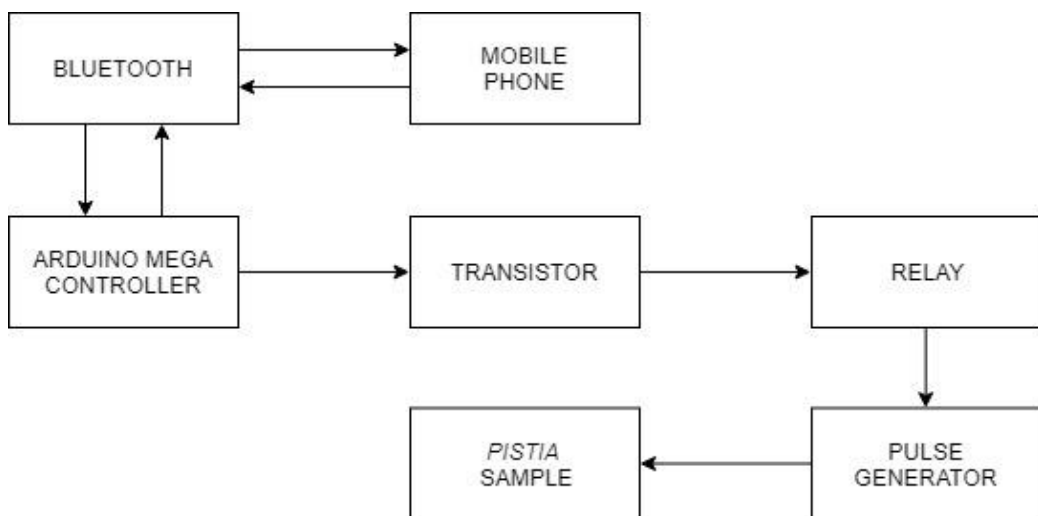 BLUETOOTH
MOBILE
PHONE
ARDUINO MEGA
CONTROLLER
TRANSISTOR
RELAY
PISTIA
SAMPLE
PULSE
GENERATOR